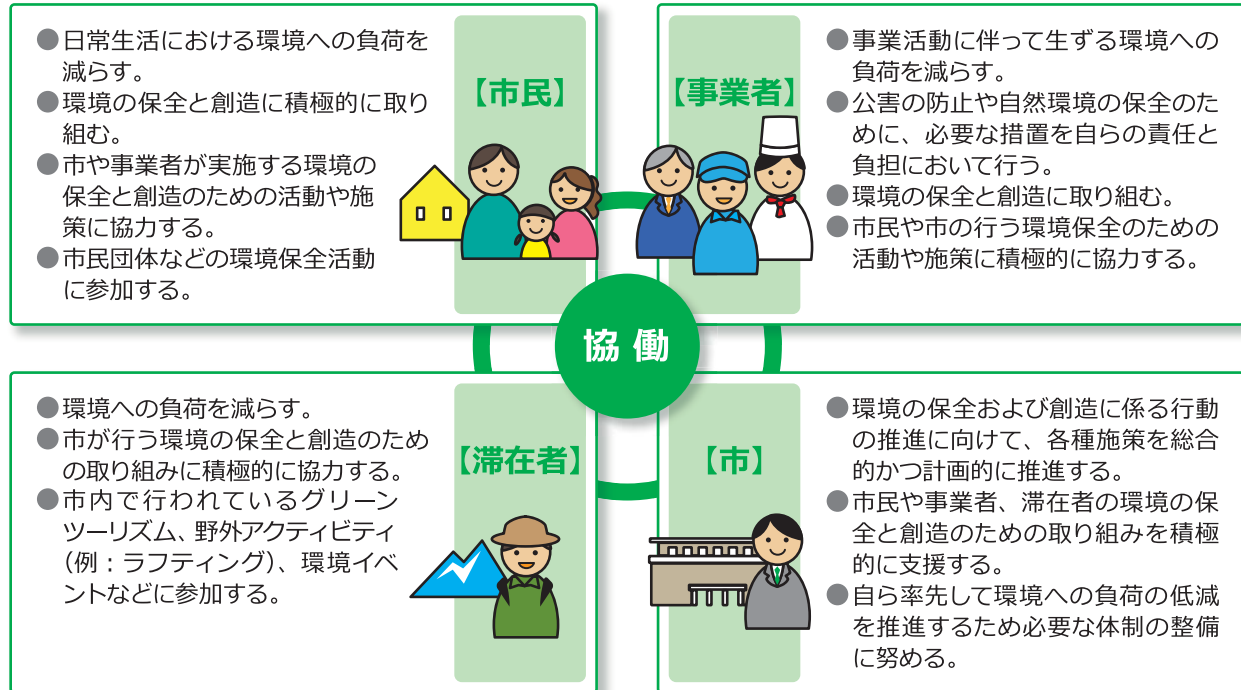 ●日常生活における環境への負荷を
減らす。
●環境の保全と創造に積極的に取り
組む。
●市や事業者が実施する環境の
保全と創造のための活動や施
策に協力する。
●市民団体などの環境保全活動
に参加する。
【市民】
【事業者】
●事業活動に伴って生ずる環境への
負荷を減らす。
●公害の防止や自然環境の保全のた
めに、必要な措置を自らの責任と
負担において行う。
●環境の保全と創造に取り組む。
●市民や市の行う環境保全のための
活動や施策に積極的に協力する。
協 働
●環境への負荷を減らす。
●市が行う環境の保全と創造のため
の取り組みに積極的に協力する。
●市内で行われているグリーン
ツーリズム、野外アクティビティ
(例:ラフティング)、環境イベ
ントなどに参加する。
【滞在者】
【市】
●環境の保全および創造に係る行動
の推進に向けて、各種施策を総合
的かつ計画的に推進する。
●市民や事業者、滞在者の環境の保
全と創造のための取り組みを積極
的に支援する。
●自ら率先して環境への負荷の低減
を推進するため必要な体制の整備
に努める。